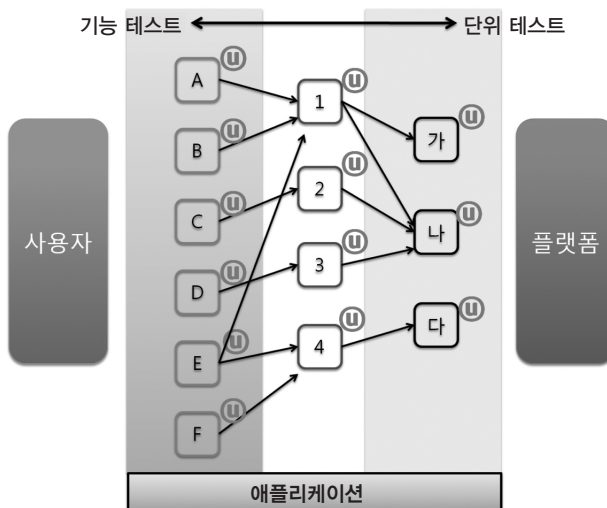 기능 테스트 단위 테스트
A ⓤ
1 ⓤ
B ⓤ
가 ⓤ
2 ⓤ
C ⓤ
나 ⓤ
사용자
플랫폼
3 ⓤ
D ⓤ
다 ⓤ
4 ⓤ
E ⓤ
F ⓤ
애플리케이션